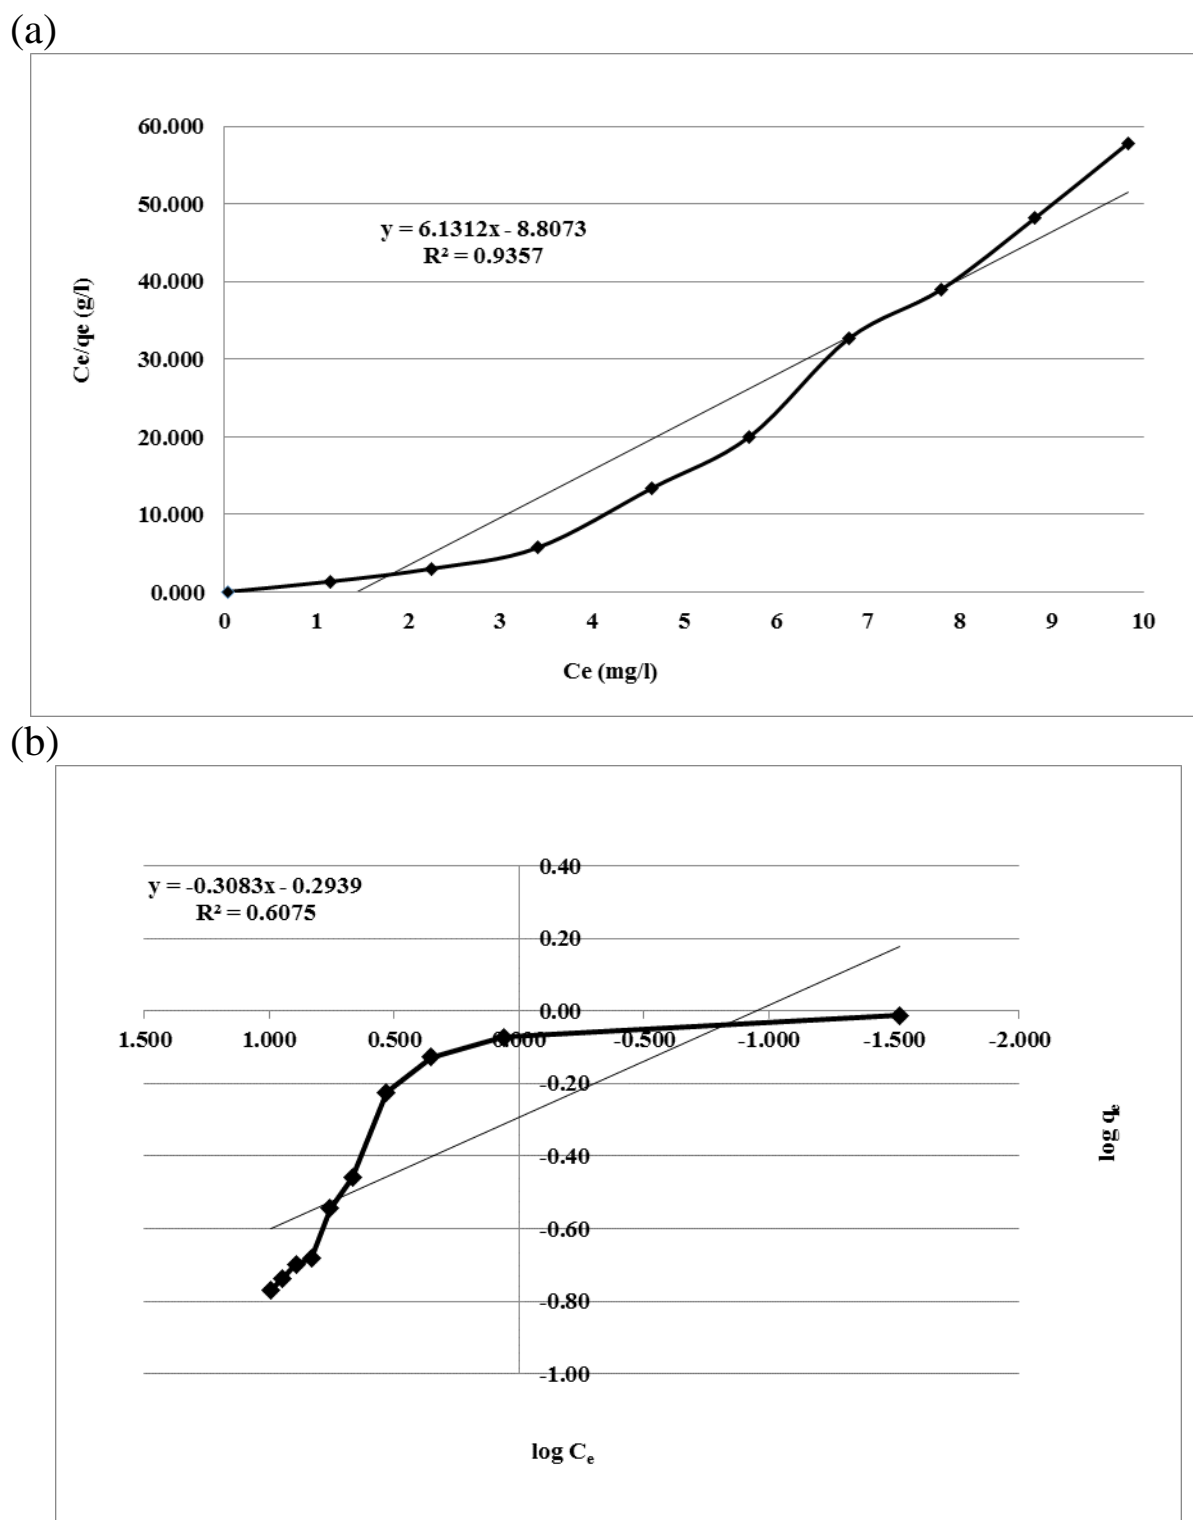 (a)
60.000
50.000
40.000
30.000
20.000
10.000
0.000
y = 6.1312x - 8.8073
R² = 0.9357
Ce/qe (g/l)
0 1 2 3 4 5 6 7 8 9 10
Ce (mg/l)
(b)
y = -0.3083x - 0.2939
R² = 0.6075
0.40
0.20
0.00
1.500 1.000 0.500 0.000 -0.500 -1.000 -1.500 -2.000
-0.20
-0.40
-0.60
-0.80
-1.00
log qₑ
log Cₑ